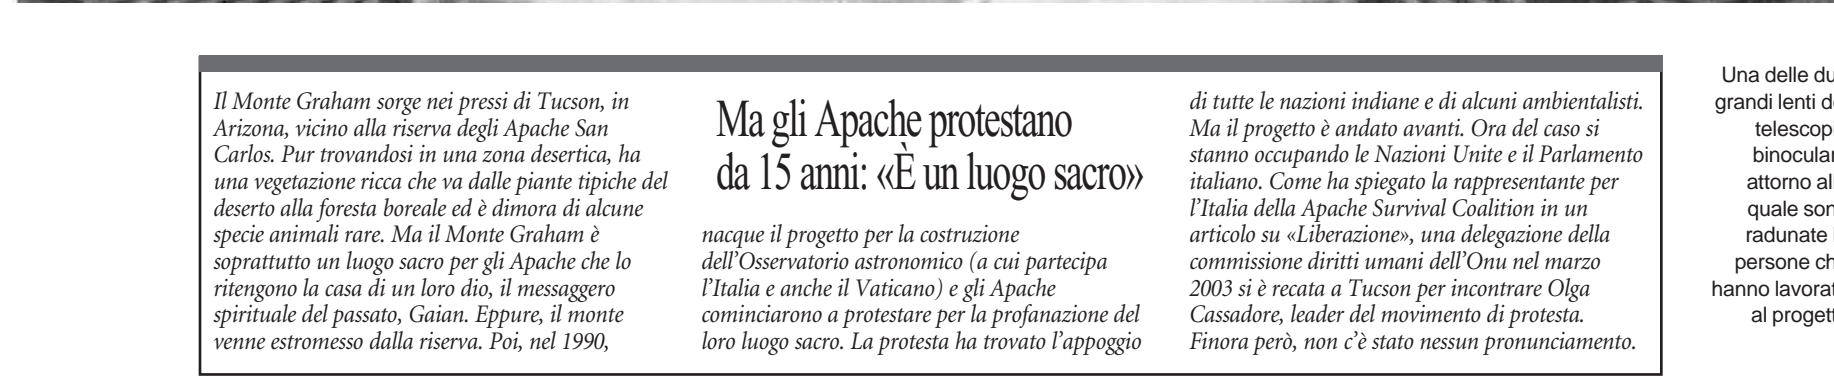 Il Monte Graham sorge nei pressi di Tucson, in
Arizona, vicino alla riserva degli Apache San
Carlos. Pur trovandosi in una zona desertica, ha
una vegetazione ricca che va dalle piante tipiche del
deserto alla foresta boreale ed è dimora di alcune
specie animali rare. Ma il Monte Graham è
soprattutto un luogo sacro per gli Apache che lo
ritengono la casa di un loro dio, il messaggero
spirituale del passato, Gaian. Eppure, il monte
venne estromesso dalla riserva. Poi, nel 1990,
Ma gli Apache protestano
da 15 anni: «È un luogo sacro»
nacque il progetto per la costruzione
dell'Osservatorio astronomico (a cui partecipa
l'Italia e anche il Vaticano) e gli Apache
cominciarono a protestare per la profanazione del
loro luogo sacro. La protesta ha trovato l'appoggio
di tutte le nazioni indiane e di alcuni ambientalisti.
Ma il progetto è andato avanti. Ora del caso si
stanno occupando le Nazioni Unite e il Parlamento
italiano. Come ha spiegato la rappresentante per
l'Italia della Apache Survival Coalition in un
articolo su «Liberazione», una delegazione della
commissione diritti umani dell'Onu nel marzo
2003 si è recata a Tucson per incontrare Olga
Cassadore, leader del movimento di protesta.
Finora però, non c'è stato nessun pronunciamento.
Una delle
grandi lenti
attorno
quale
radunate
persone
hanno
al